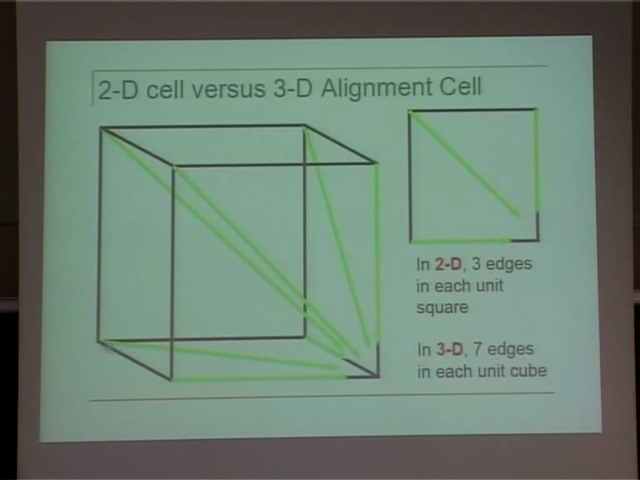 2-D cell versus 3-D Alignment Cell
In 2-D, 3 edges
in each unit
square
In 3-D, 7 edges
in each unit cube